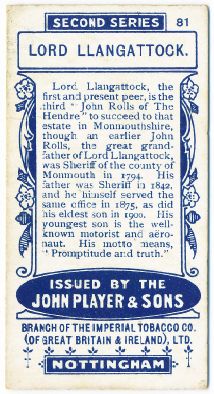 SECOND SERIES 81
LORD LLANGATTOCK.
Lord Llangattock, the
first and present peer, is the
third "John Rolls of The
Hendre" to succeed to that
estate in Monmouthshire,
though an earlier John
Rolls, the great grand-
father of Lord Llangattock,
was Sheriff of the county of
Monmouth in 1794. His
father was Sheriff in 1842,
and he himself served the
same office in 1875, as did
his eldest son in 1900. His
youngest son is the well-
known motorist and aëro-
naut. His motto means,
"Promptitude and truth."
ISSUED BY THE
JOHN PLAYER & SONS
BRANCH OF THE IMPERIAL TOBACCO CO.
(OF GREAT BRITAIN & IRELAND), LTD.
NOTTINGHAM